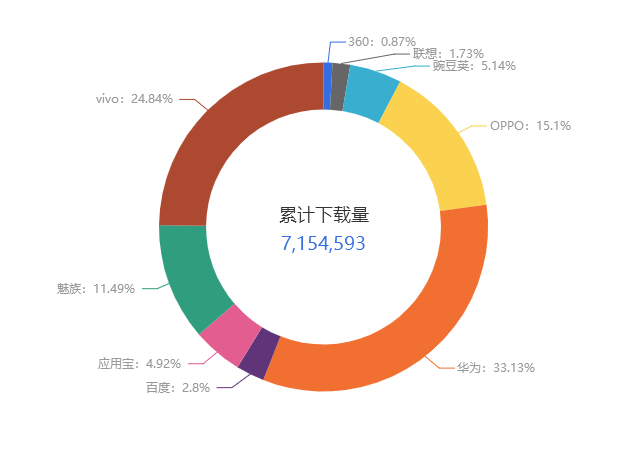 360：0.87%
联想：1.73%
豌豆荚：5.14%
vivo：24.84%
OPPO：15.1%
累计下载量
7,154,593
魅族：11.49%
应用宝：4.92%
华为：33.13%
百度：2.8%